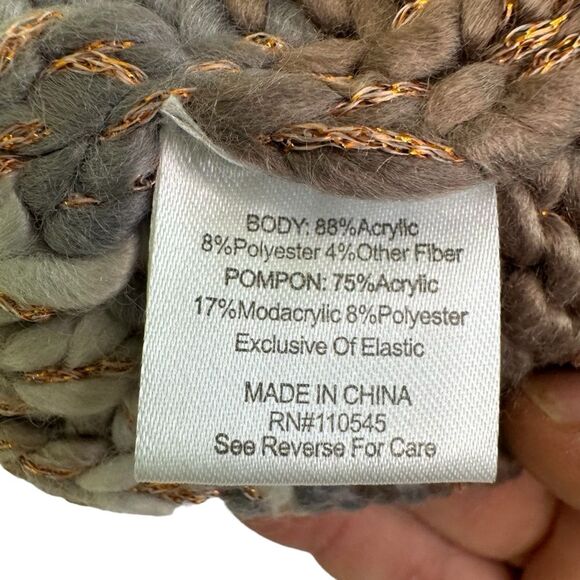 BODY: 88%Acrylic
8%Polyester 4%Other Fiber
POMPON: 75%Acrylic
17%Modacrylic 8%Polyester
Exclusive Of Elastic
MADE IN CHINA
RN#110545
See Reverse For Care